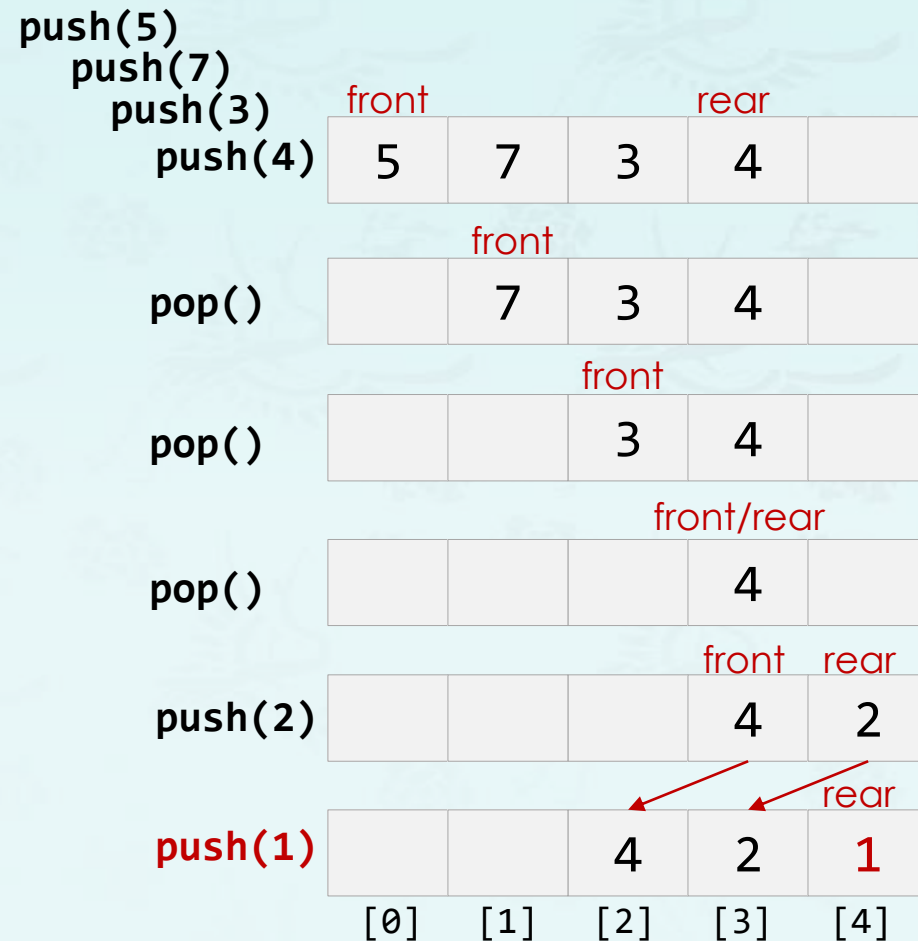 push(5)
push(7)
push(3)
front rear
push(4) 5 7 3 4
front
pop() 7 3 4
front
pop() 3 4
front/rear
pop() 4
front rear
push(2) 4 2
rear
push(1) 4 2 1
[0] [1] [2] [3] [4]